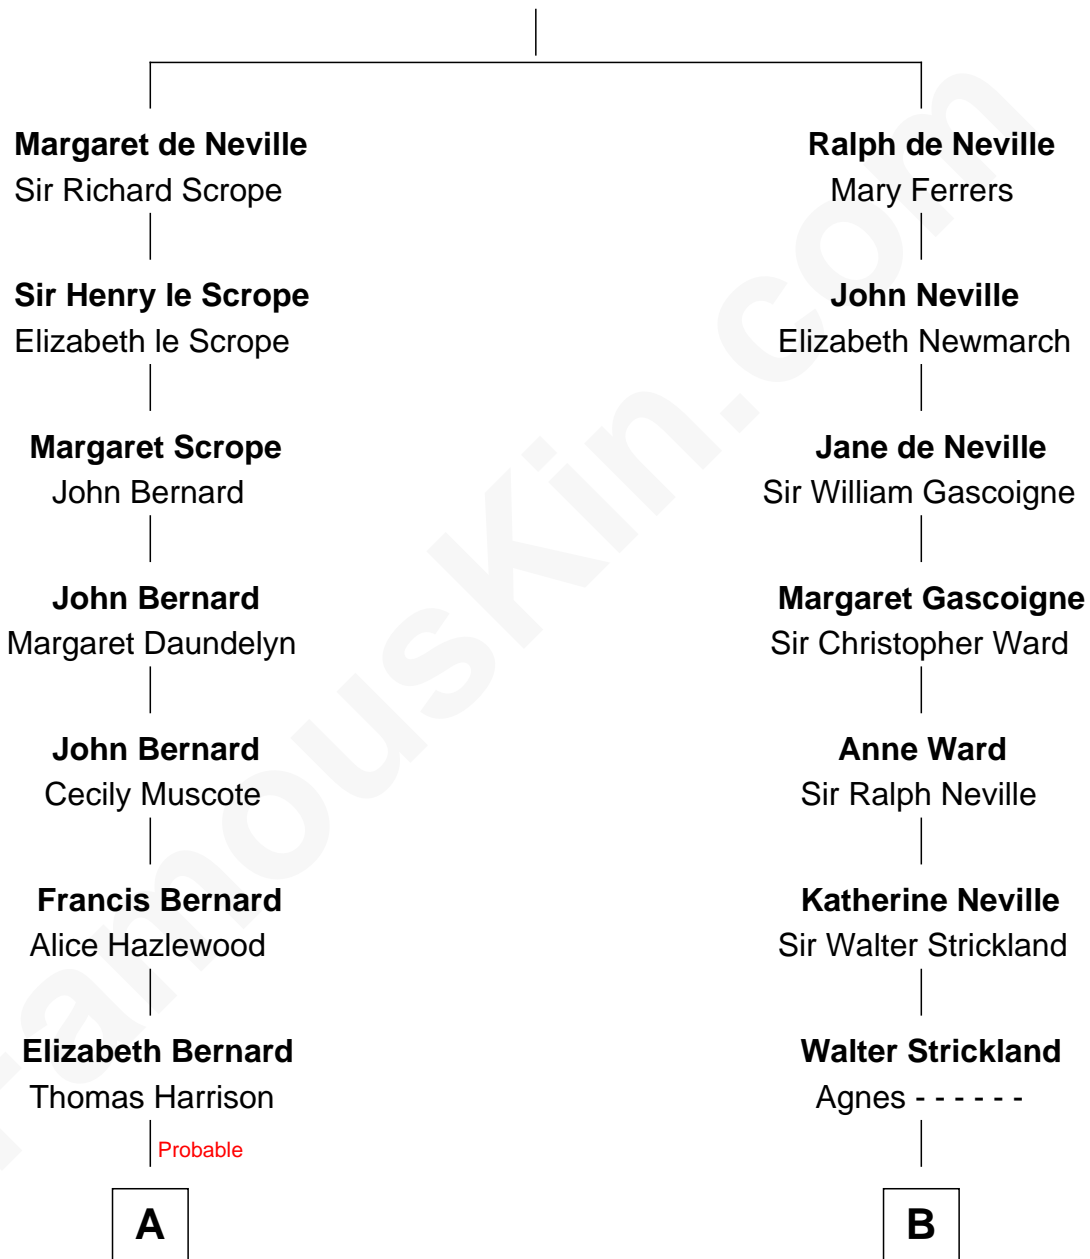 Margaret de Neville
Sir Richard Scrope
Sir Henry le Scrope
Elizabeth le Scrope
Margaret Scrope
John Bernard
John Bernard
Margaret Daundelyn
John Bernard
Cecily Muscote
Francis Bernard
Alice Hazlewood
Elizabeth Bernard
Thomas Harrison
Probable
A
Ralph de Neville
Mary Ferrers
John Neville
Elizabeth Newmarch
Jane de Neville
Sir William Gascoigne
Margaret Gascoigne
Sir Christopher Ward
Anne Ward
Sir Ralph Neville
Katherine Neville
Sir Walter Strickland
Walter Strickland
Agnes - - - - - -
B
FamousKin.com